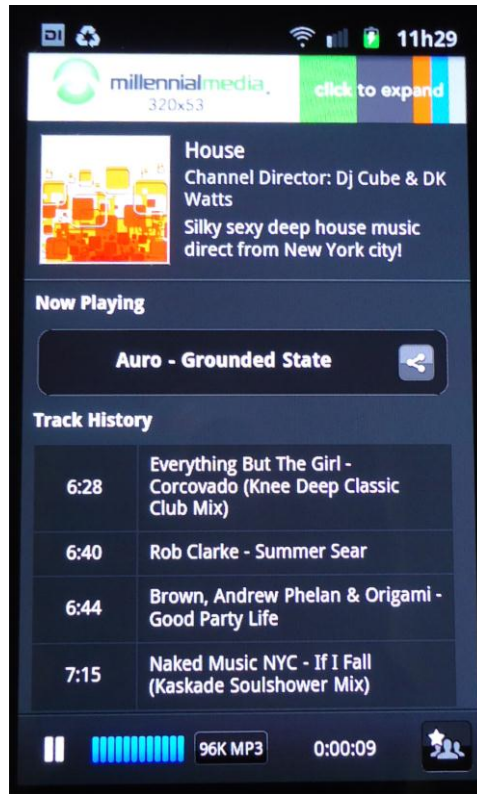 DI
11h29
millennialmedia.
320x53
click to expand
House
Channel Director: Dj Cube & DK
Watts
Silky sexy deep house music
direct from New York city!
Now Playing
Auro - Grounded State
Track History
6:28
Everything But The Girl -
Corcovado (Knee Deep Classic
Club Mix)
6:40
Rob Clarke - Summer Sear
6:44
Brown, Andrew Phelan & Origami -
Good Party Life
7:15
Naked Music NYC - If I Fall
(Kaskade Soulshower Mix)
96K MP3
0:00:09